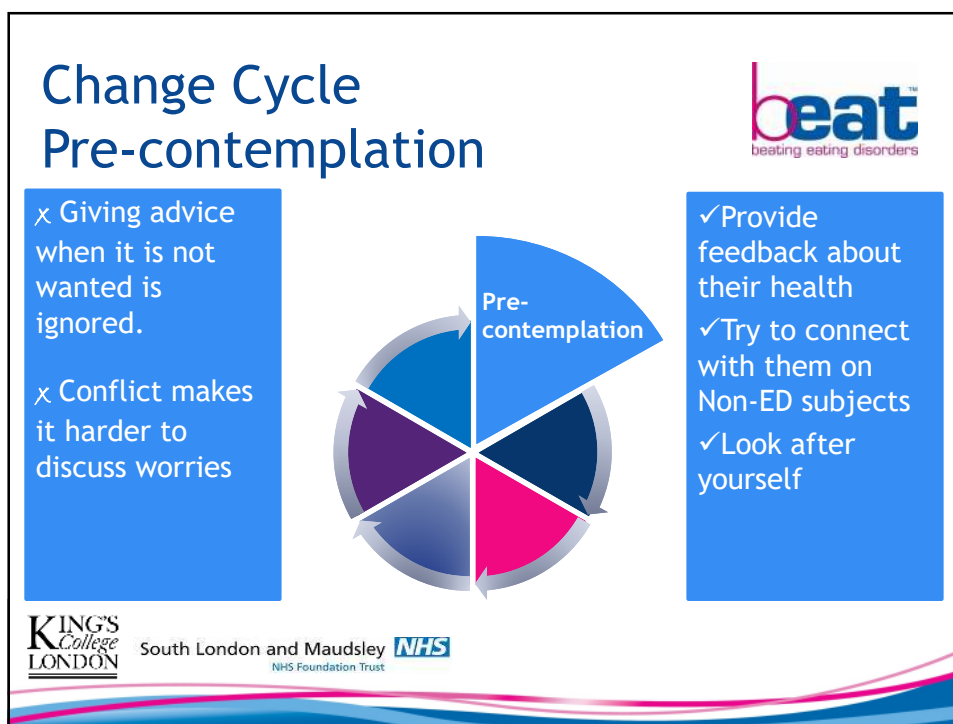 Change Cycle
Pre-contemplation
beat™
beating eating disorders
x Giving advice
when it is not
wanted is
ignored.
x Conflict makes
it harder to
discuss worries
Pre-
contemplation
✓Provide
feedback about
their health
✓Try to connect
with them on
Non-ED subjects
✓Look after
yourself
KING'S
College
LONDON
South London and Maudsley NHS
NHS Foundation Trust